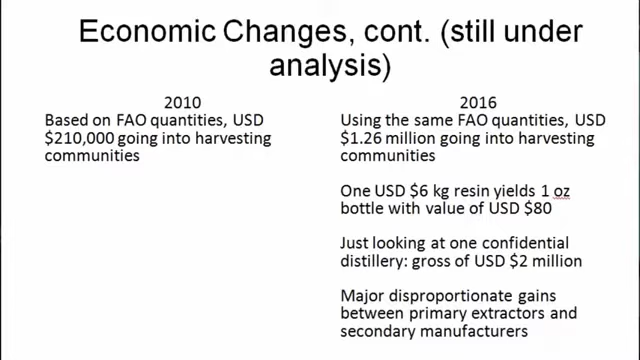 Economic Changes, cont. (still under
analysis)
2010
Based on FAO quantities, USD
$210,000 going into harvesting
communities
2016
Using the same FAO quantities, USD
$1.26 million going into harvesting
communities
One USD $6 kg resin yields 1 oz
bottle with value of USD $80
Just looking at one confidential
distillery: gross of USD $2 million
Major disproportionate gains
between primary extractors and
secondary manufacturers